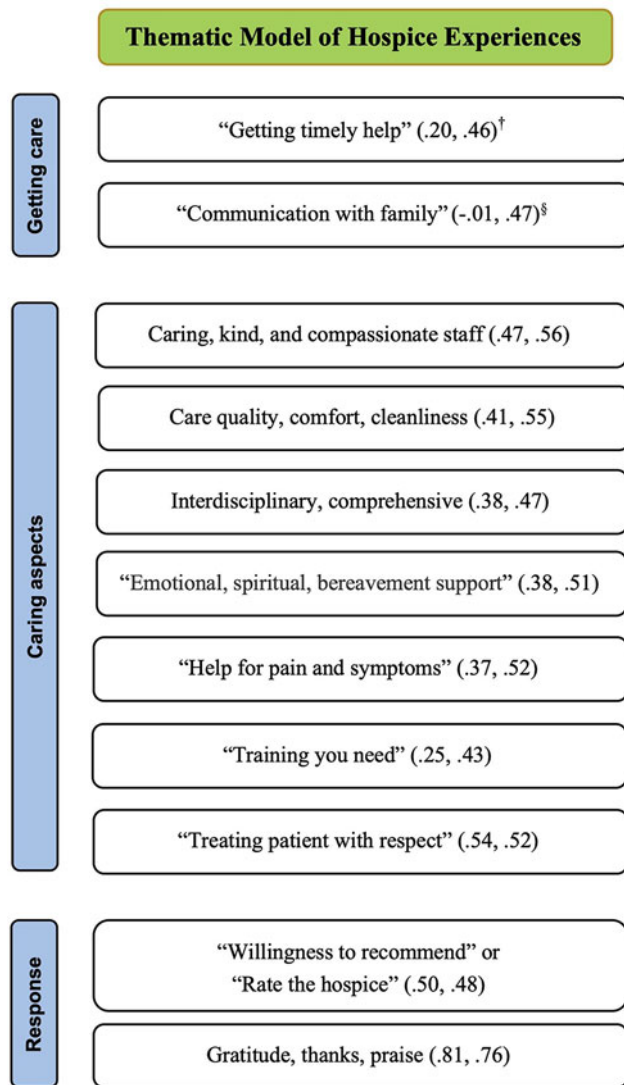 Thematic Model of Hospice Experiences
Getting care
“Getting timely help” (.20, .46)†
“Communication with family” (-.01, .47)§
Caring aspects
Caring, kind, and compassionate staff (.47, .56)
Care quality, comfort, cleanliness (.41, .55)
Interdisciplinary, comprehensive (.38, .47)
“Emotional, spiritual, bereavement support” (.38, .51)
“Help for pain and symptoms” (.37, .52)
“Training you need” (.25, .43)
“Treating patient with respect” (.54, .52)
Response
“Willingness to recommend” or
“Rate the hospice” (.50, .48)
Gratitude, thanks, praise (.81, .76)